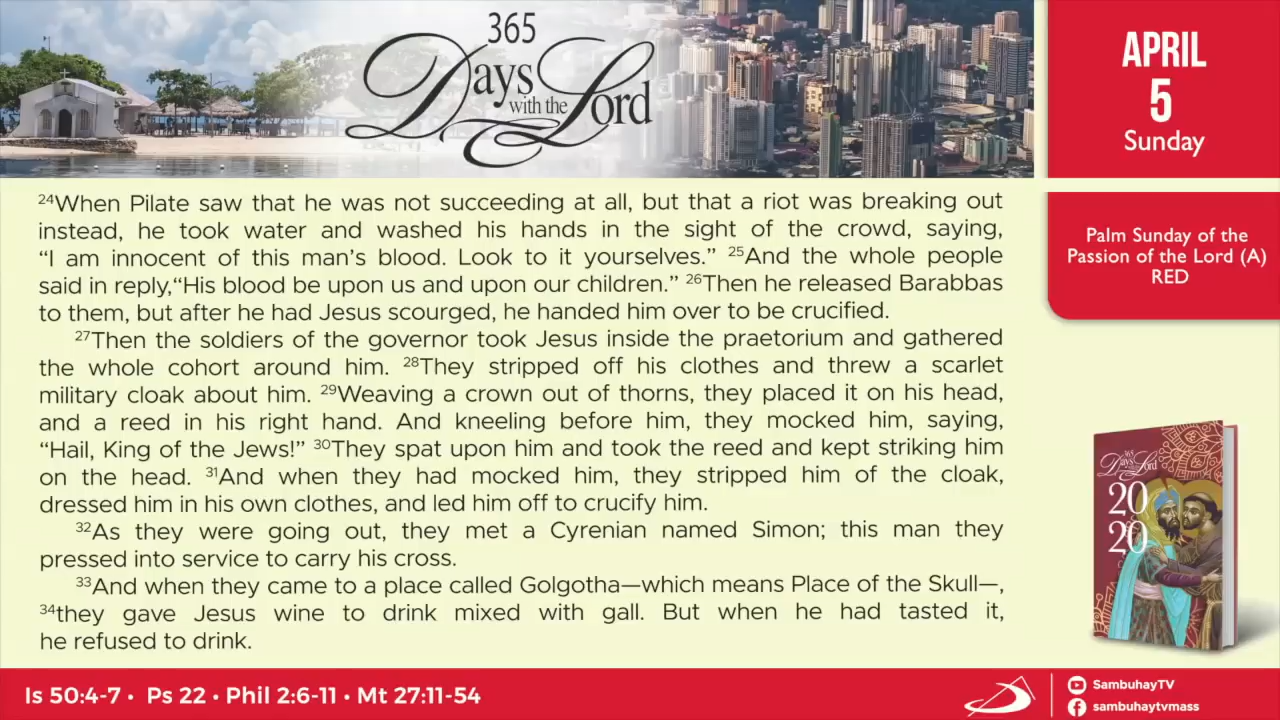 365
Days with the Lord
APRIL
5
Sunday
Palm Sunday of the
Passion of the Lord (A)
RED
24When Pilate saw that he was not succeeding at all, but that a riot was breaking out
instead, he took water and washed his hands in the sight of the crowd, saying,
“I am innocent of this man’s blood. Look to it yourselves.” 25And the whole people
said in reply,“His blood be upon us and upon our children.” 26Then he released Barabbas
to them, but after he had Jesus scourged, he handed him over to be crucified.
27Then the soldiers of the governor took Jesus inside the praetorium and gathered
the whole cohort around him. 28They stripped off his clothes and threw a scarlet
military cloak about him. 29Weaving a crown out of thorns, they placed it on his head,
and a reed in his right hand. And kneeling before him, they mocked him, saying,
“Hail, King of the Jews!” 30They spat upon him and took the reed and kept striking him
on the head. 31And when they had mocked him, they stripped him of the cloak,
dressed him in his own clothes, and led him off to crucify him.
32As they were going out, they met a Cyrenian named Simon; this man they
pressed into service to carry his cross.
33And when they came to a place called Golgotha—which means Place of the Skull—,
34they gave Jesus wine to drink mixed with gall. But when he had tasted it,
he refused to drink.
365
Days with the Lord
20
20
Is 50:4-7 • Ps 22 • Phil 2:6-11 • Mt 27:11-54
SambuhayTV
sambuhaytvmass